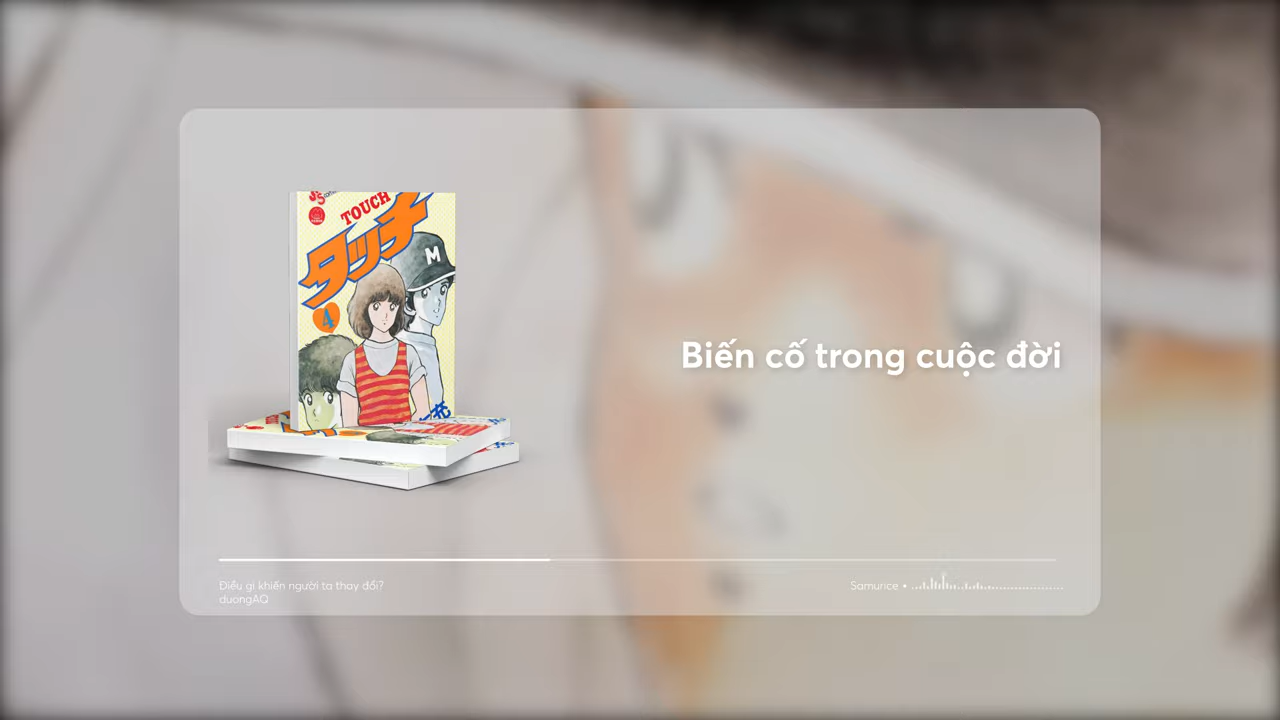 TOUCH
タッチ
4
M
Biến cố trong cuộc đời
Điều gì khiến người ta thay đổi?
duongAQ
Samurice •